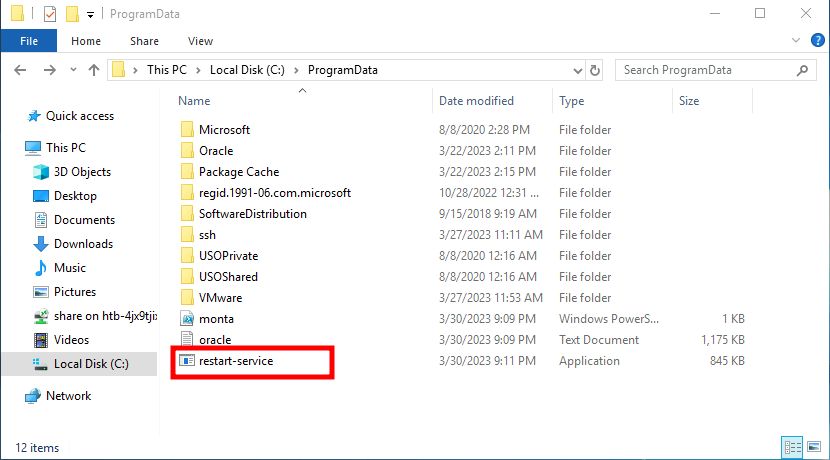 ProgramData
File Home Share View
This PC Local Disk (C:) ProgramData Search ProgramData
Name Date modified Type Size
Quick access
This PC
3D Objects
Desktop
Documents
Downloads
Music
Pictures
share on htb-4jx9tjix
Videos
Local Disk (C:)
Network
Microsoft 8/8/2020 2:28 PM File folder
Oracle 3/22/2023 2:11 PM File folder
Package Cache 3/22/2023 2:15 PM File folder
regid.1991-06.com.microsoft 10/28/2022 12:31 ... File folder
SoftwareDistribution 9/15/2018 9:19 AM File folder
ssh 3/27/2023 11:11 AM File folder
USOPrivate 8/8/2020 12:16 AM File folder
USOShared 8/8/2020 12:16 AM File folder
VMware 3/27/2023 11:53 AM File folder
monta 3/30/2023 9:09 PM Windows PowerS... 1 KB
oracle 3/30/2023 9:09 PM Text Document 1,175 KB
restart-service 3/30/2023 9:11 PM Application 845 KB
12 items